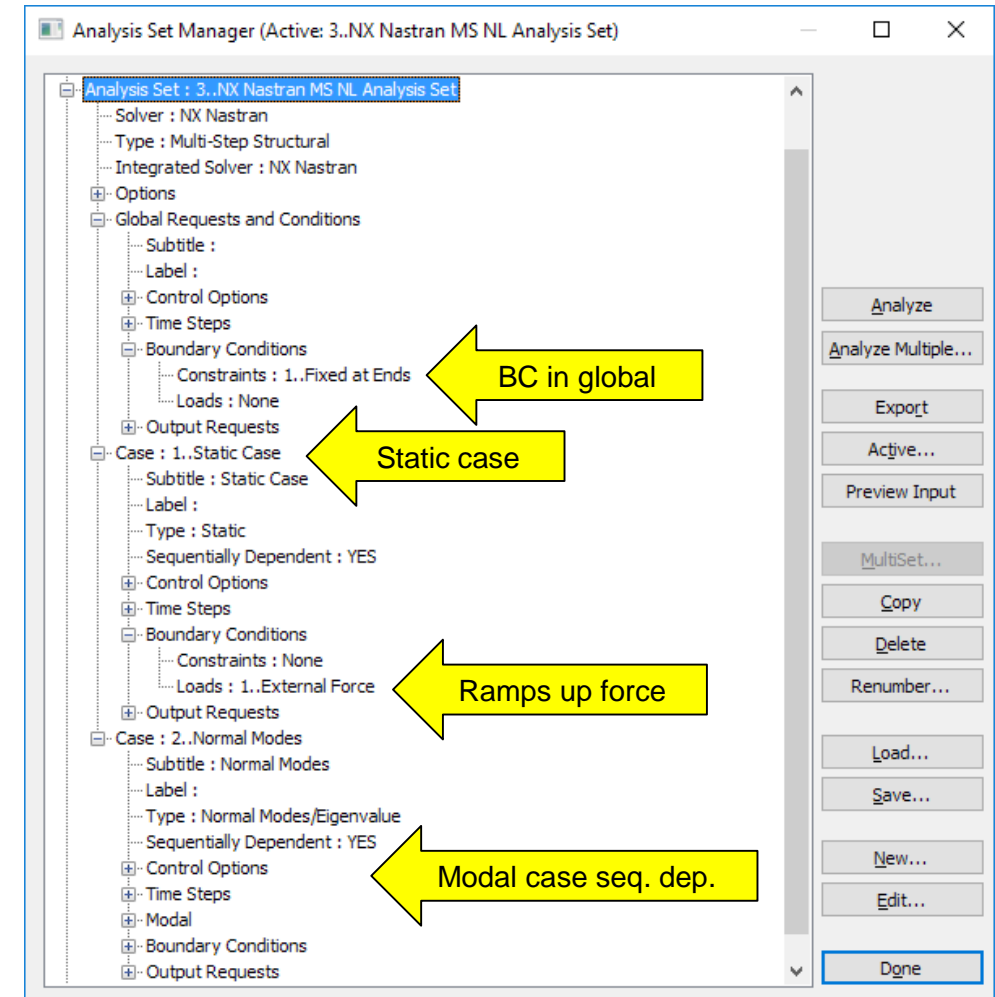 Analysis Set Manager (Active: 3..NX Nastran MS NL Analysis Set)
Analysis Set : 3..NX Nastran MS NL Analysis Set
Solver : NX Nastran
Type : Multi-Step Structural
Integrated Solver : NX Nastran
Options
Global Requests and Conditions
Subtitle :
Label :
Control Options
Time Steps
Boundary Conditions
Constraints : 1..Fixed at Ends
BC in global
Loads : None
Output Requests
Case : 1..Static Case
Static case
Subtitle : Static Case
Label :
Type : Static
Sequentially Dependent : YES
Control Options
Time Steps
Boundary Conditions
Constraints : None
Loads : 1..External Force
Ramps up force
Output Requests
Case : 2..Normal Modes
Subtitle : Normal Modes
Label :
Type : Normal Modes/Eigenvalue
Sequentially Dependent : YES
Control Options
Modal case seq. dep.
Time Steps
Modal
Boundary Conditions
Output Requests
Analyze
Analyze Multiple...
Export
Active...
Preview Input
MultiSet...
Copy
Delete
Renumber...
Load...
Save...
New...
Edit...
Done